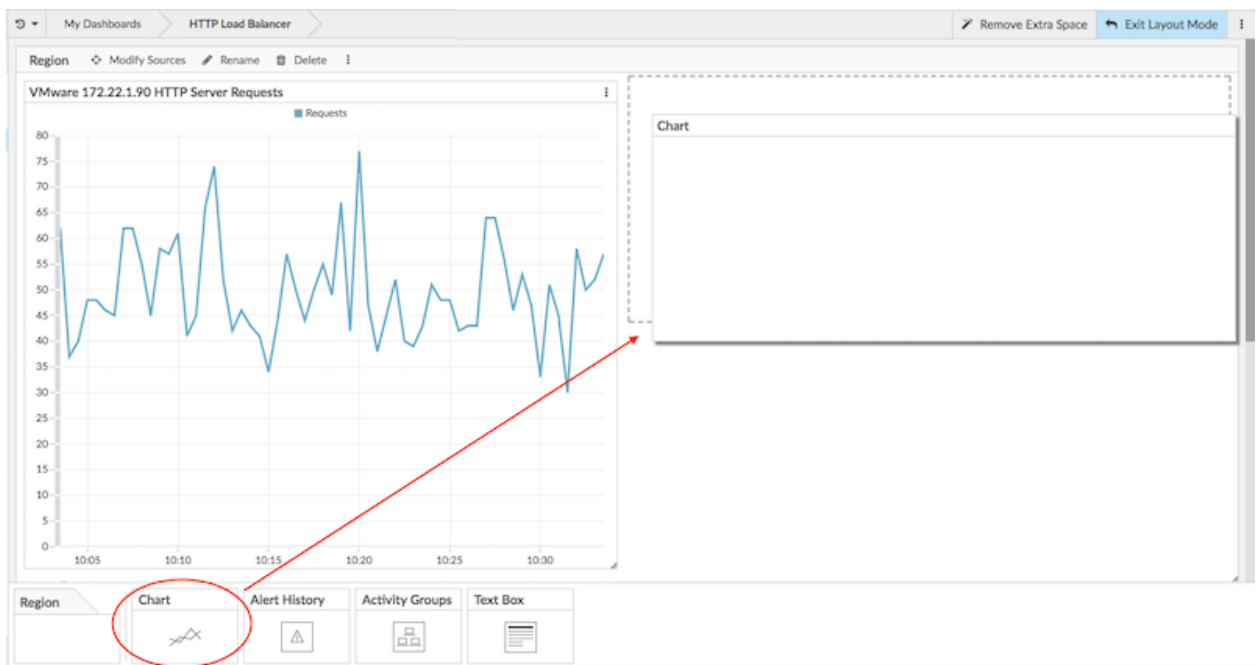 My Dashboards HTTP Load Balancer Remove Extra Space Exit Layout Mode
Region Modify Sources Rename Delete
VMware 172.22.1.90 HTTP Server Requests
Requests
Chart
80
75
70
65
60
55
50
45
40
35
30
25
20
15
10
5
0
10:05 10:10 10:15 10:20 10:25 10:30
Region Chart Alert History Activity Groups Text Box